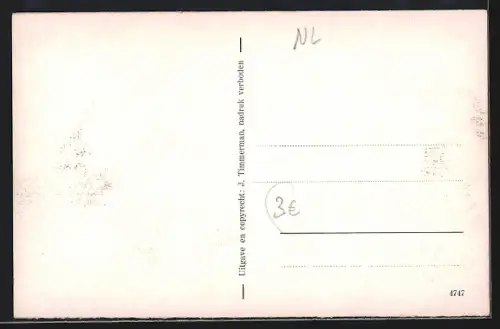 NL
Uitgave en copyrecht: J. Timmerman, nadruk verboden
3€
4747